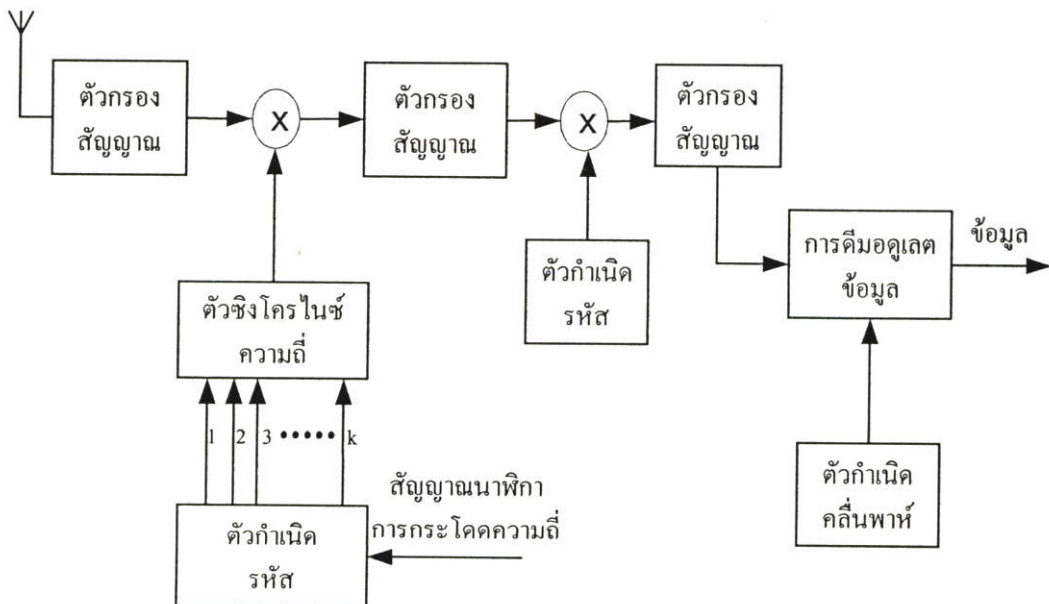 ตัวกรอง
สัญญาณ
X
ตัวกรอง
สัญญาณ
X
ตัวกรอง
สัญญาณ
การดีมอดูเลต
ข้อมูล
ข้อมูล
ตัวกำเนิด
รหัส
ตัวซิงโครไนซ์
ความถี่
1 2 3 ••••• k
สัญญาณนาฬิกา
การกระโดดความถี่
ตัวกำเนิด
รหัส
ตัวกำเนิด
คลื่นพาห์